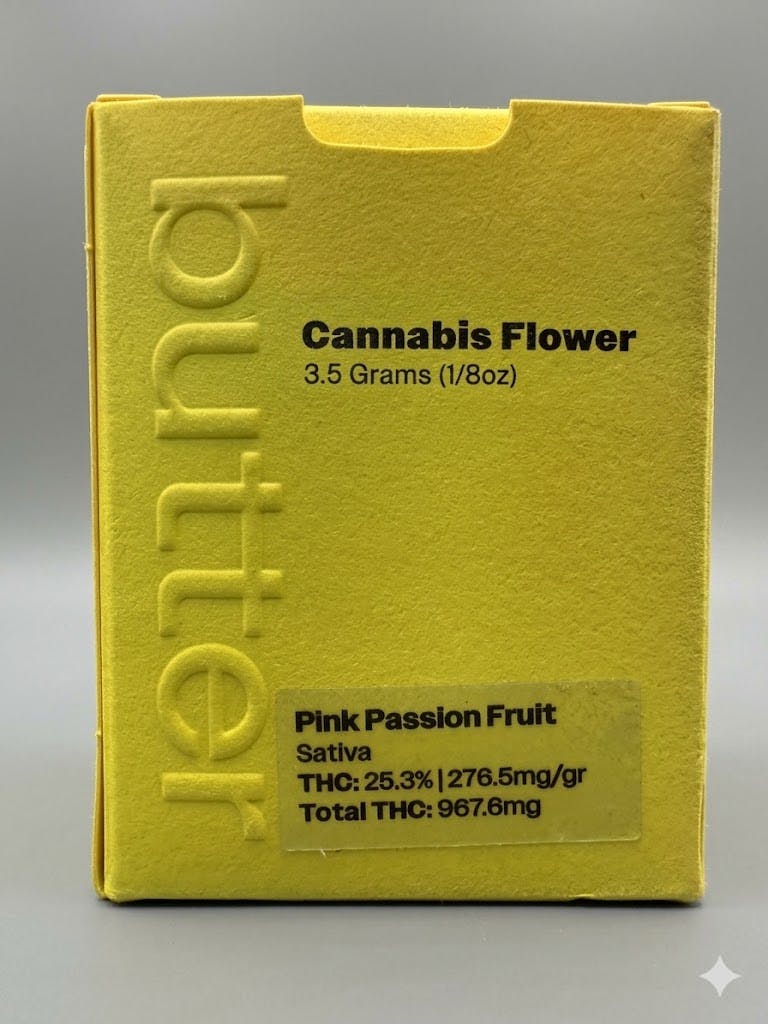 butter
Cannabis Flower
3.5 Grams (1/8oz)
Pink Passion Fruit
Sativa
THC: 25.3% | 276.5mg/gr
Total THC: 967.6mg